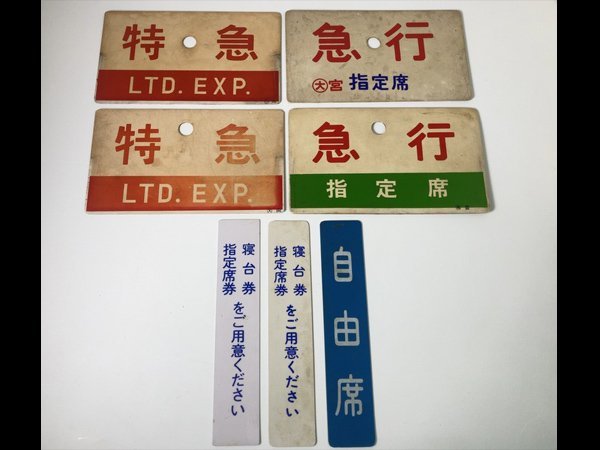 特急
LTD. EXP.
急行
大宮 指定席
特急
LTD. EXP.
急行
指定席
寝台券
指定席券
をご用意ください
寝台券
指定席券
をご用意ください
自由席